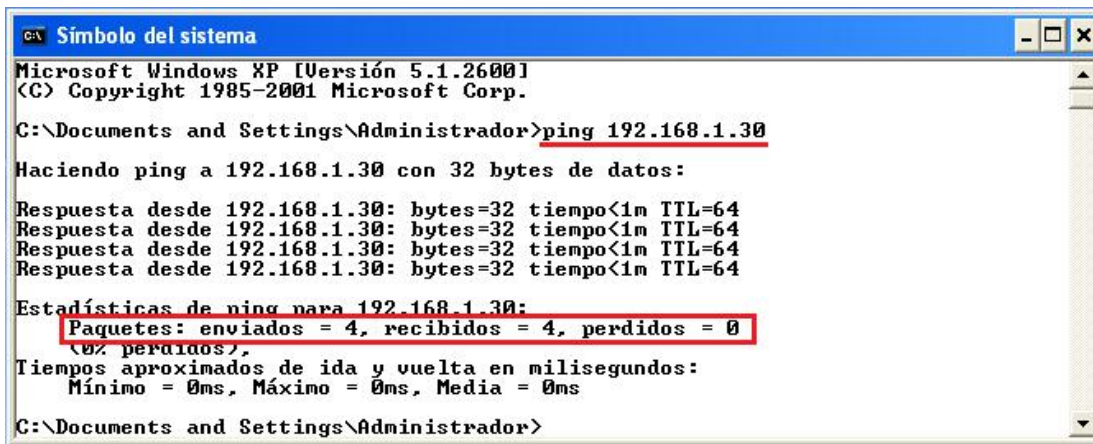 Símbolo del sistema
Microsoft Windows XP [Versión 5.1.2600]
(C) Copyright 1985-2001 Microsoft Corp.
C:\Documents and Settings\Administrador>ping 192.168.1.30
Haciendo ping a 192.168.1.30 con 32 bytes de datos:
Respuesta desde 192.168.1.30: bytes=32 tiempo<1m TTL=64
Respuesta desde 192.168.1.30: bytes=32 tiempo<1m TTL=64
Respuesta desde 192.168.1.30: bytes=32 tiempo<1m TTL=64
Respuesta desde 192.168.1.30: bytes=32 tiempo<1m TTL=64
Estadísticas de ping para 192.168.1.30:
Paquetes: enviados = 4, recibidos = 4, perdidos = 0
(0% perdidos),
Tiempos aproximados de ida y vuelta en milisegundos:
Mínimo = 0ms, Máximo = 0ms, Media = 0ms
C:\Documents and Settings\Administrador>